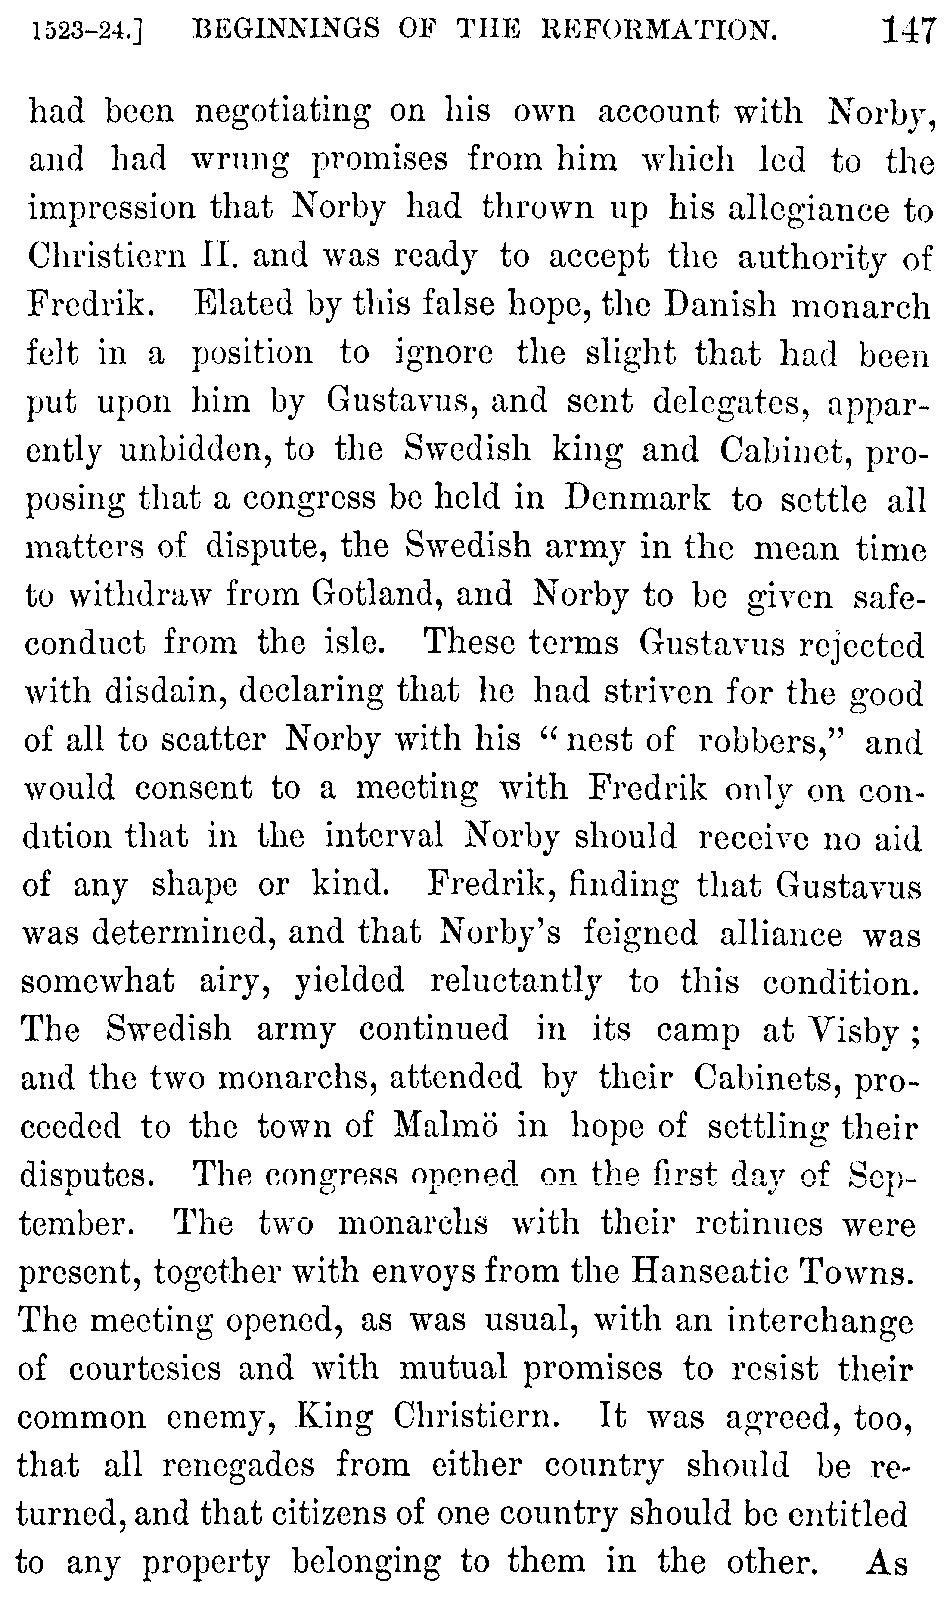 1523–24.] BEGINNINGS OF THE REFORMATION. 147
had been negotiating on his own account with Norby,
and had wrung promises from him which led to the
impression that Norby had thrown up his allegiance to
Christiern II. and was ready to accept the authority of
Fredrik. Elated by this false hope, the Danish monarch
felt in a position to ignore the slight that had been
put upon him by Gustavus, and sent delegates, appar-
ently unbidden, to the Swedish king and Cabinet, pro-
posing that a congress be held in Denmark to settle all
matters of dispute, the Swedish army in the mean time
to withdraw from Gotland, and Norby to be given safe-
conduct from the isle. These terms Gustavus rejected
with disdain, declaring that he had striven for the good
of all to scatter Norby with his “nest of robbers,” and
would consent to a meeting with Fredrik only on con-
dition that in the interval Norby should receive no aid
of any shape or kind. Fredrik, finding that Gustavus
was determined, and that Norby's feigned alliance was
somewhat airy, yielded reluctantly to this condition.
The Swedish army continued in its camp at Visby;
and the two monarchs, attended by their Cabinets, pro-
ceeded to the town of Malmö in hope of settling their
disputes. The congress opened on the first day of Sep-
tember. The two monarchs with their retinues were
present, together with envoys from the Hanseatic Towns.
The meeting opened, as was usual, with an interchange
of courtesies and with mutual promises to resist their
common enemy, King Christiern. It was agreed, too,
that all renegades from either country should be re-
turned, and that citizens of one country should be entitled
to any property belonging to them in the other. As